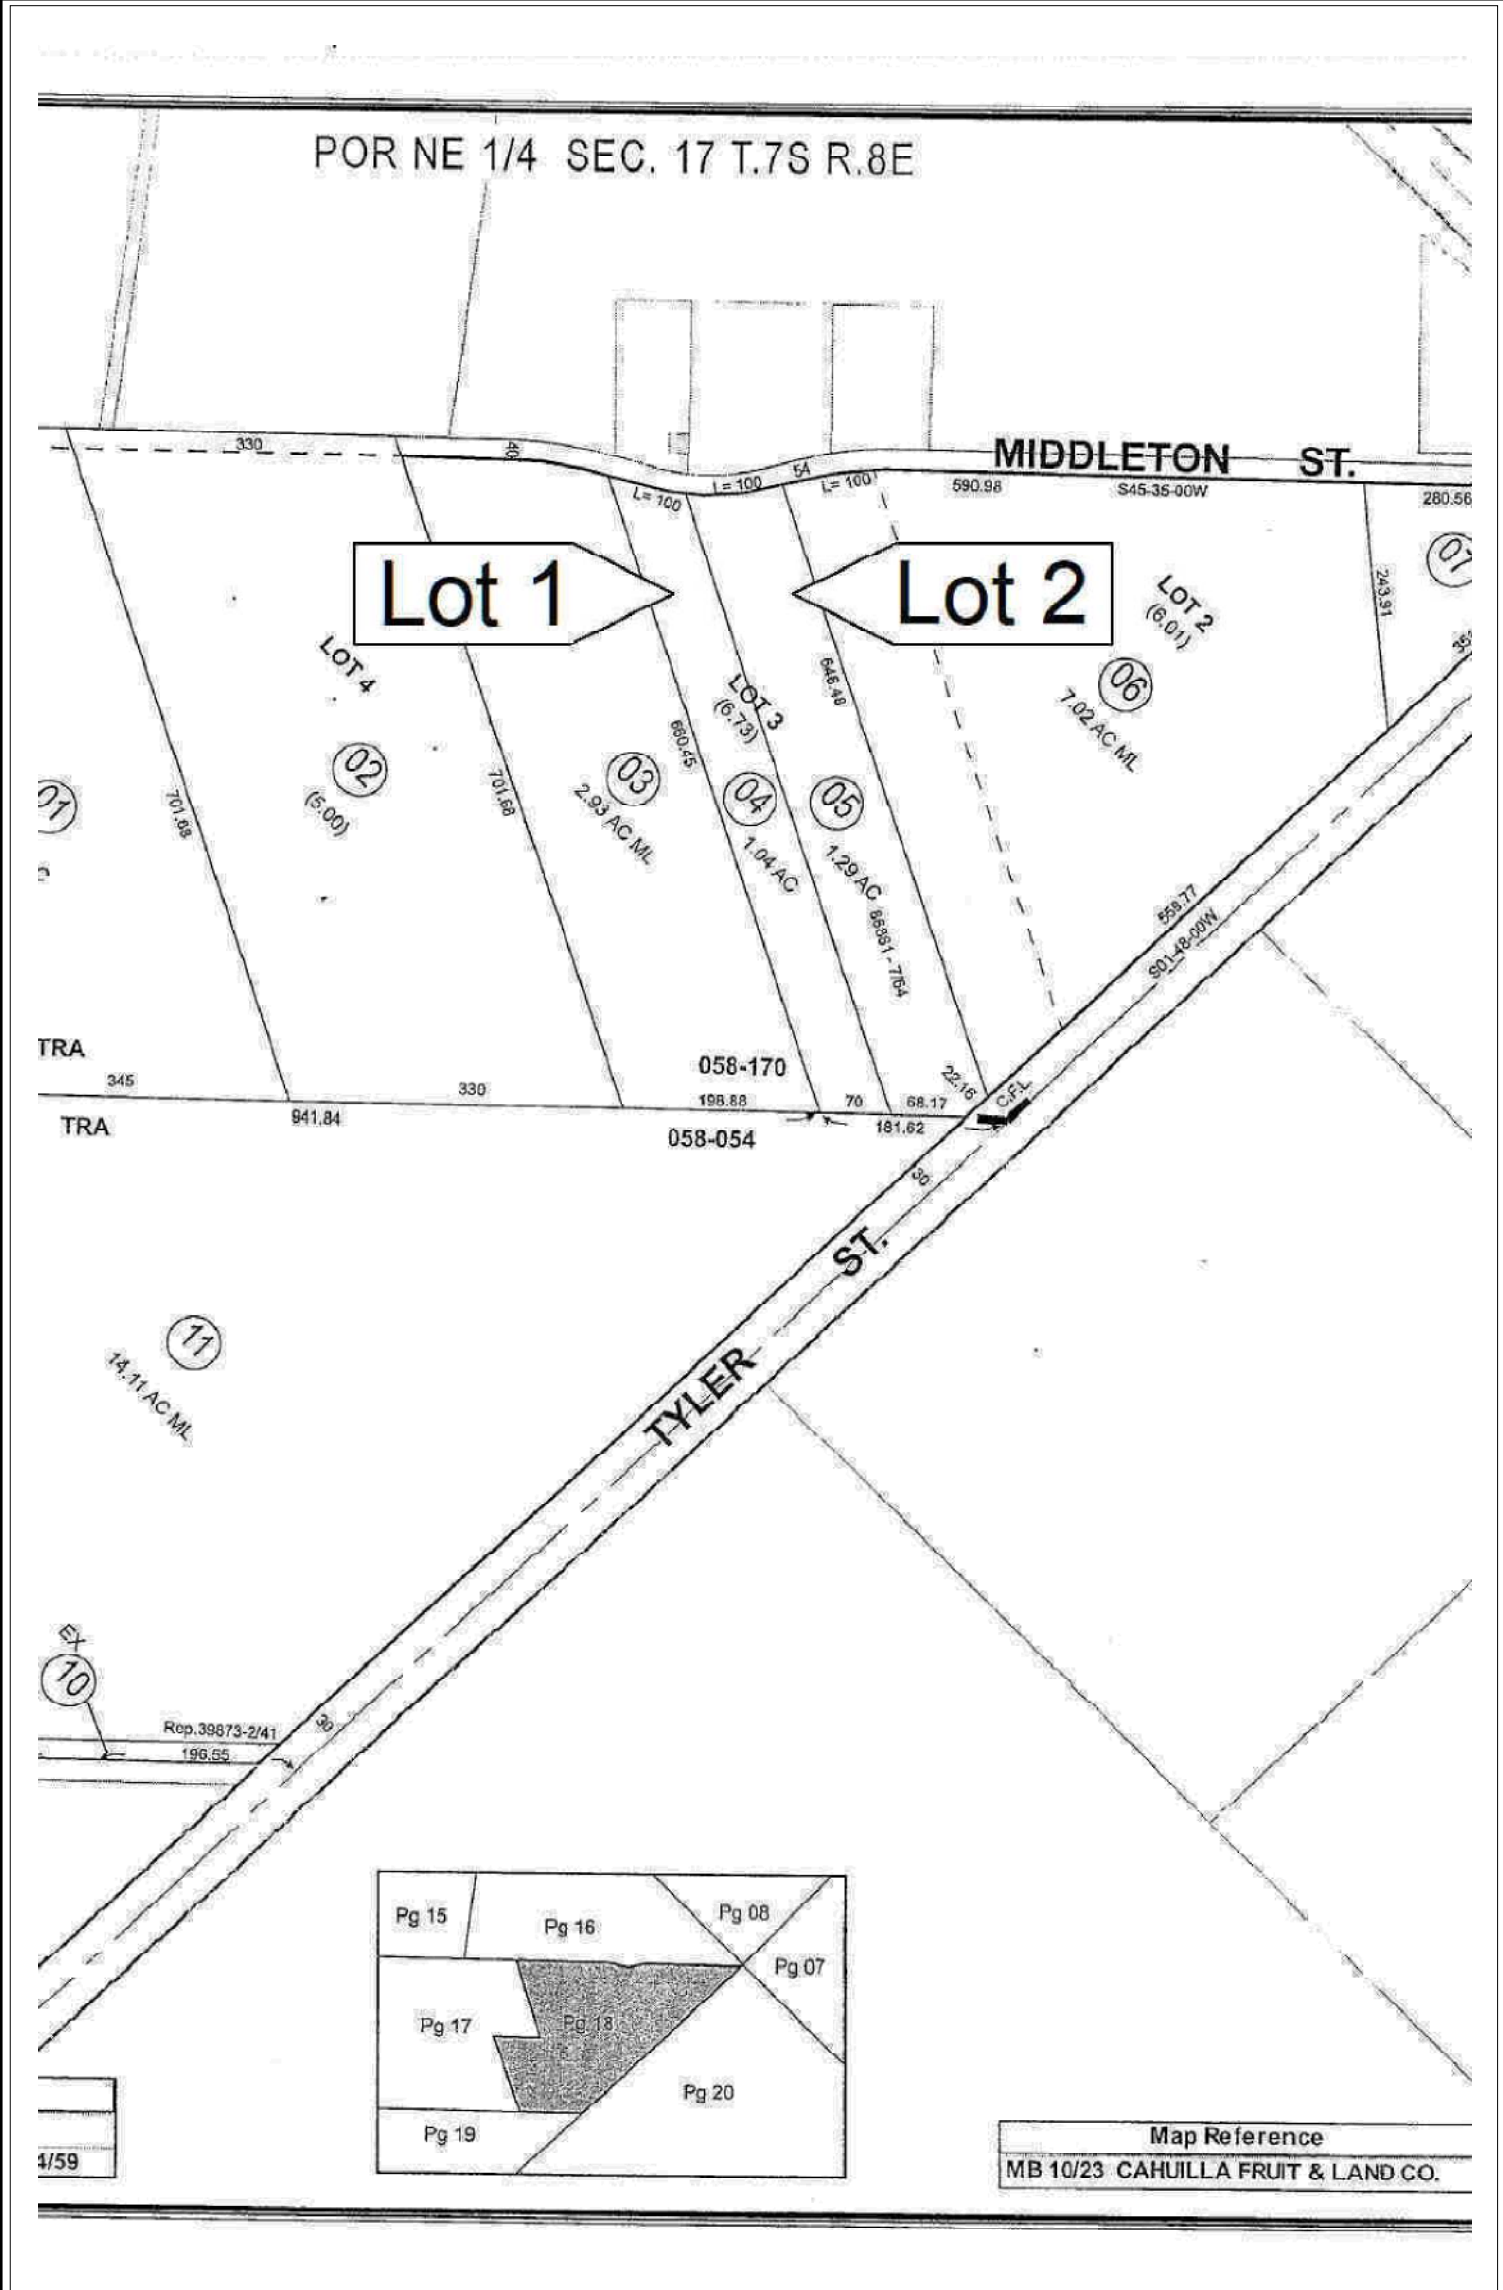 POR NE 1/4 SEC. 17 T.7S R.8E
330
40
MIDDLETON ST.
L= 100
L= 100
54
L= 100
590.98
S45-35-00W
280.56
Lot 1
Lot 2
07
243.91
LOT 2
(6.01)
06
7.02 AC ML
LOT 4
02
(5.00)
01
701.68
701.68
03
2.93 AC ML
660.45
LOT 3
(6.73)
04
1.04 AC
646.48
05
1.29 AC
86881 - 7/64
558.77
S01-48-00W
TRA
345
330
058-170
198.88
70
68.17
22.16
C.F.L.
TRA
941.84
058-054
181.62
30
TYLER ST.
11
14.11 AC ML
EX
10
Rep.39873-2/41
196.55
30
Pg 15
Pg 16
Pg 08
Pg 07
Pg 17
Pg 18
Pg 20
Pg 19
4/59
Map Reference
MB 10/23 CAHUILLA FRUIT & LAND CO.